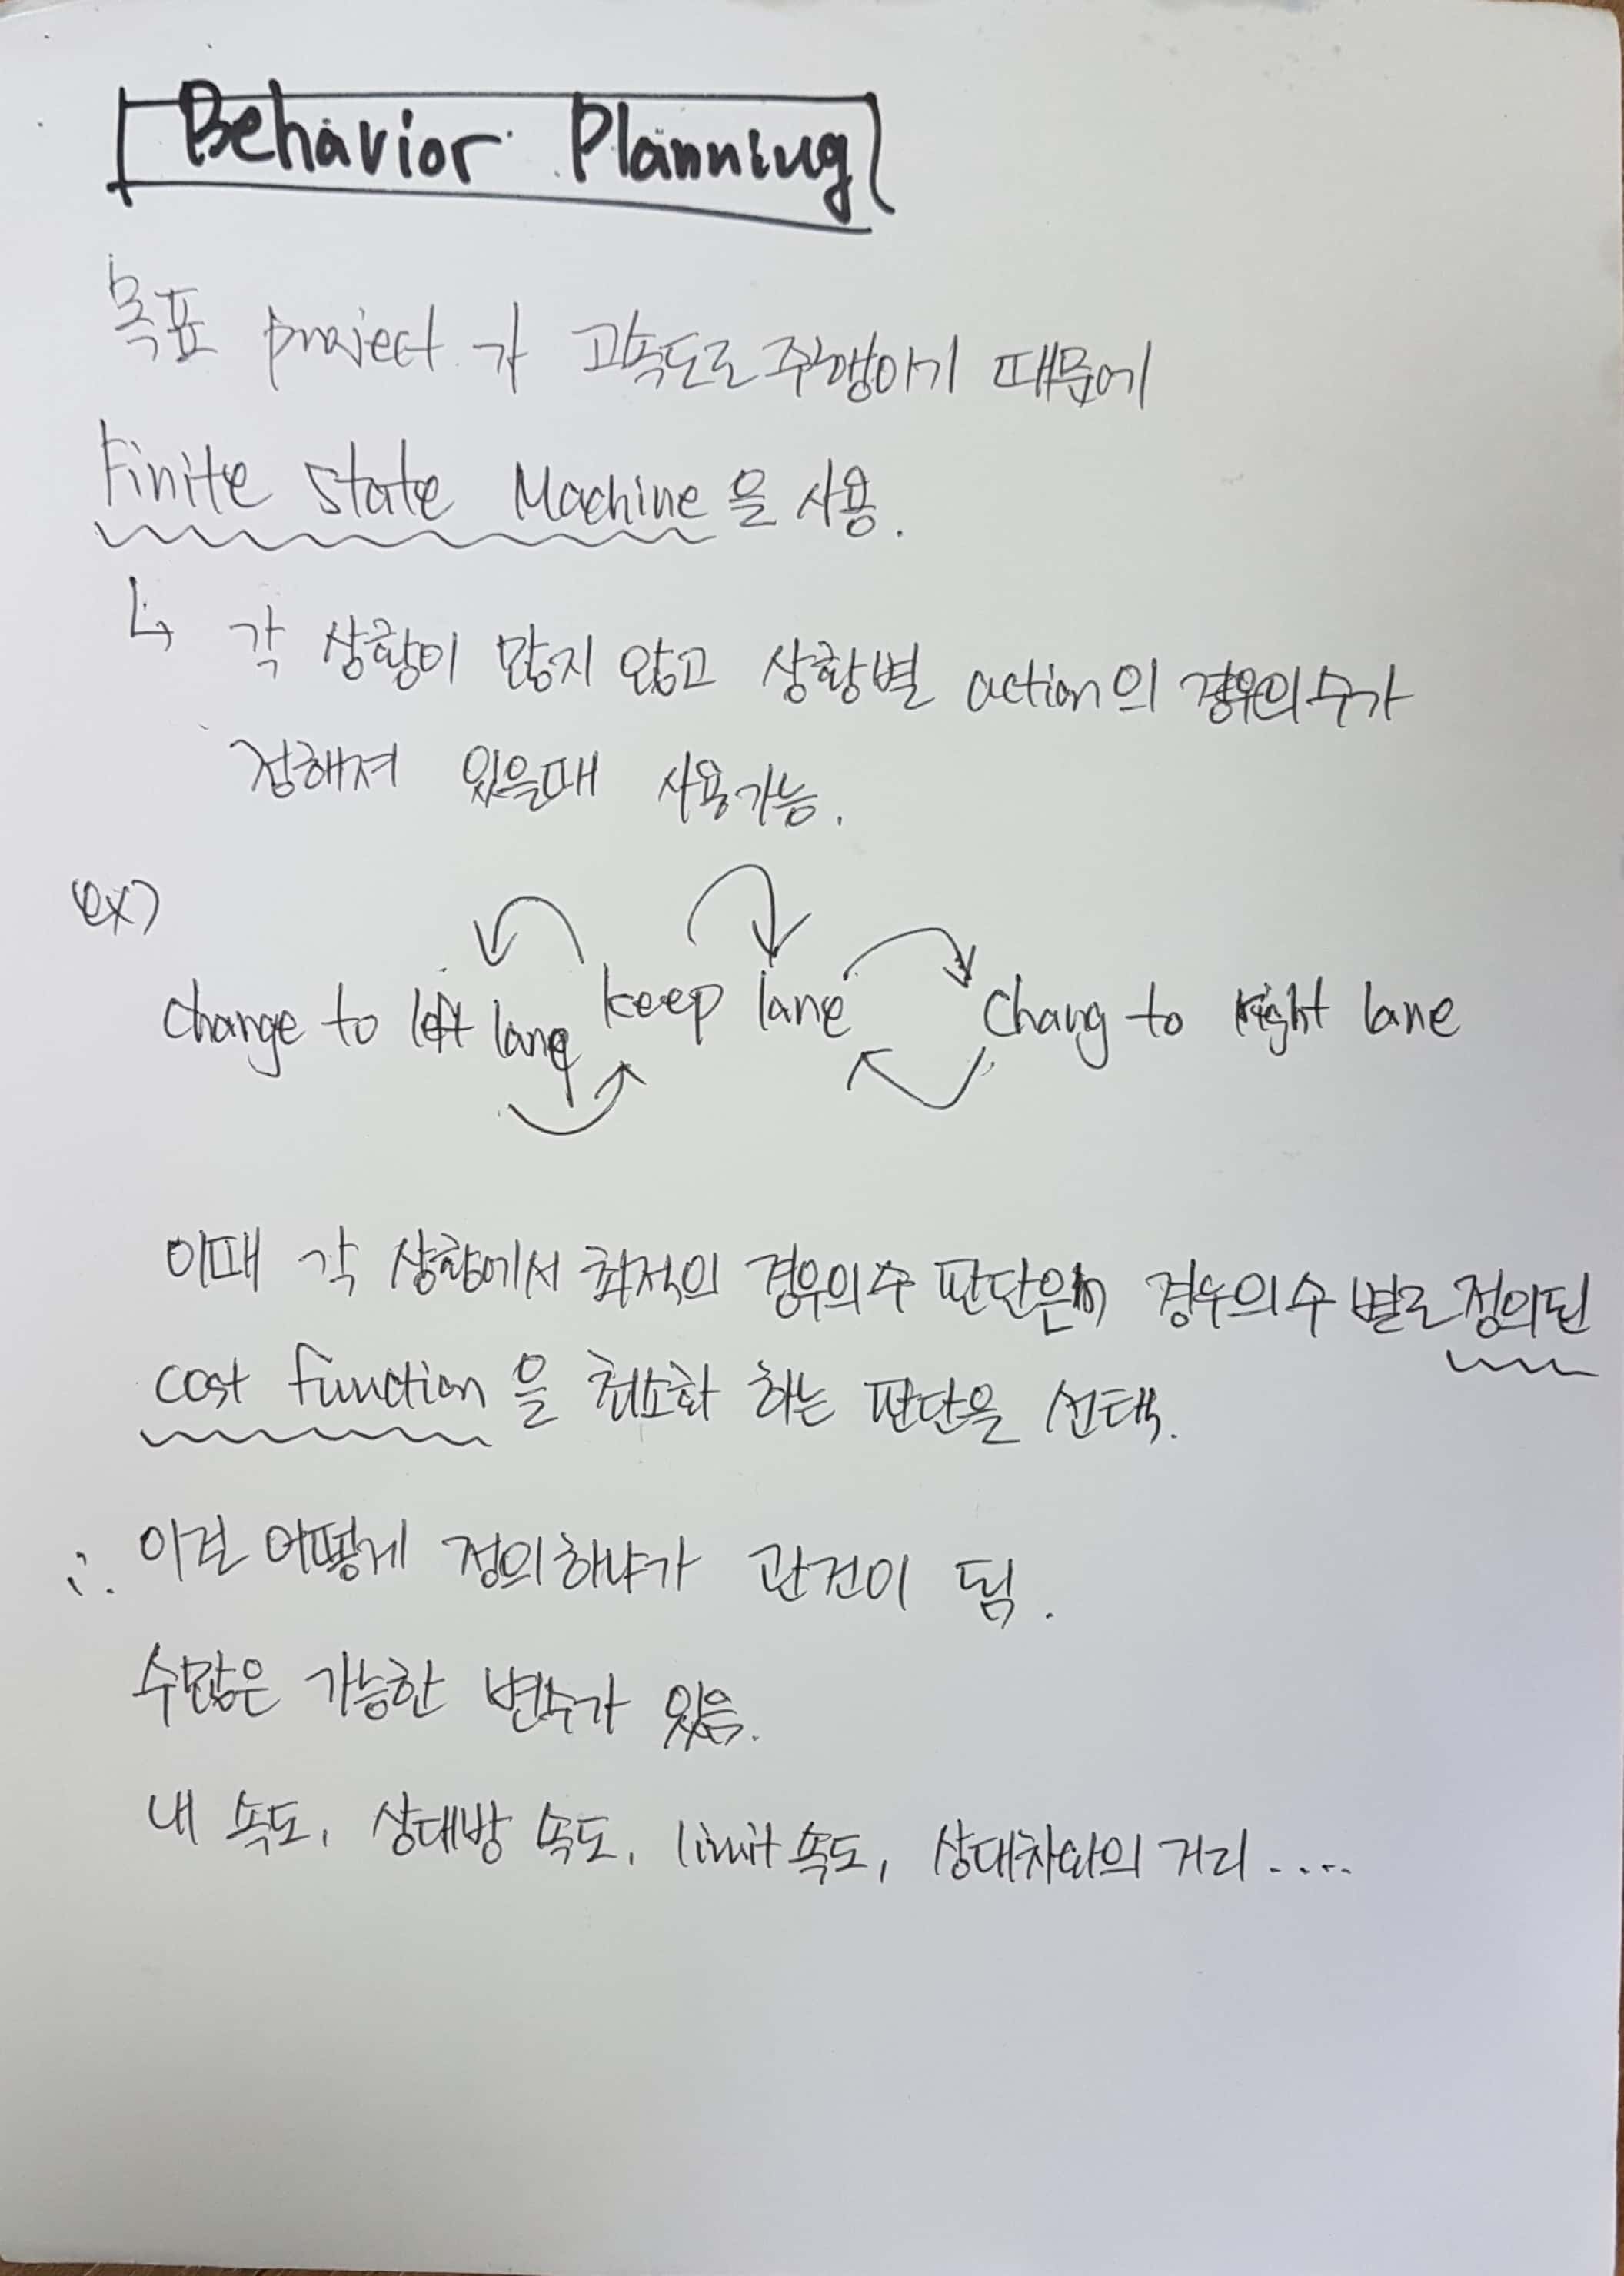 Behavior Planning
목표 project 가 고속도로 주행이기 때문에
Finite state Machine 을 사용.
↳ 각 상황이 많지 않고 상황별 action의 경우의 수가
정해져 있을때 사용가능.
ex)
change to left lane keep lane Chang to right lane
이때 각 상황에서 최적의 경우의 수 판단은 경우의 수 별로 정의된
cost function 을 최소화 하는 판단을 선택.
∴ 이걸 어떻게 정의하냐가 관건이 됨.
수많은 가능한 변수가 있음.
내 속도, 상대방 속도, limit 속도, 상대차와의 거리 .....